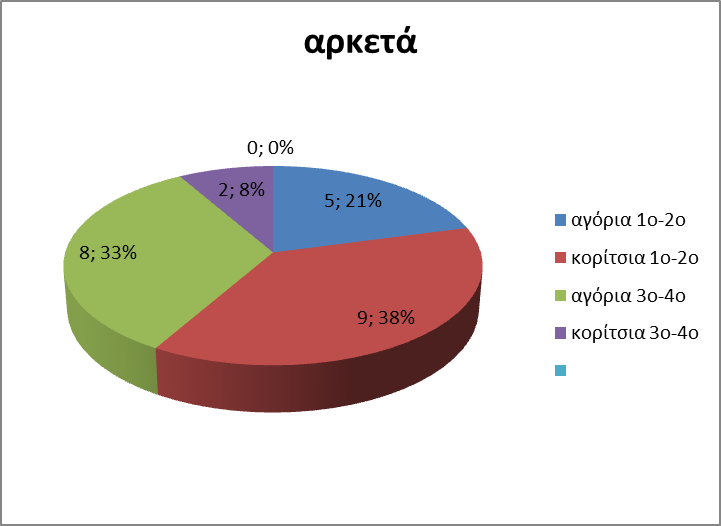 αρκετά
0; 0%
2; 8%
5; 21%
8; 33%
9; 38%
αγόρια 1ο-2ο
κορίτσια 1ο-2ο
αγόρια 3ο-4ο
κορίτσια 3ο-4ο